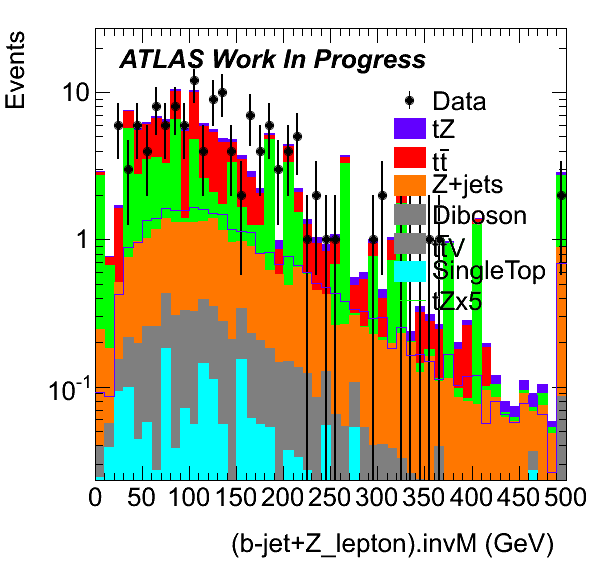 Events
ATLAS Work In Progress
10
1
10⁻¹
Data
tZ
tt̄
Z+jets
Diboson
tt̄V
SingleTop
tZx5
0 50 100 150 200 250 300 350 400 450 500
(b-jet+Z_lepton).invM (GeV)